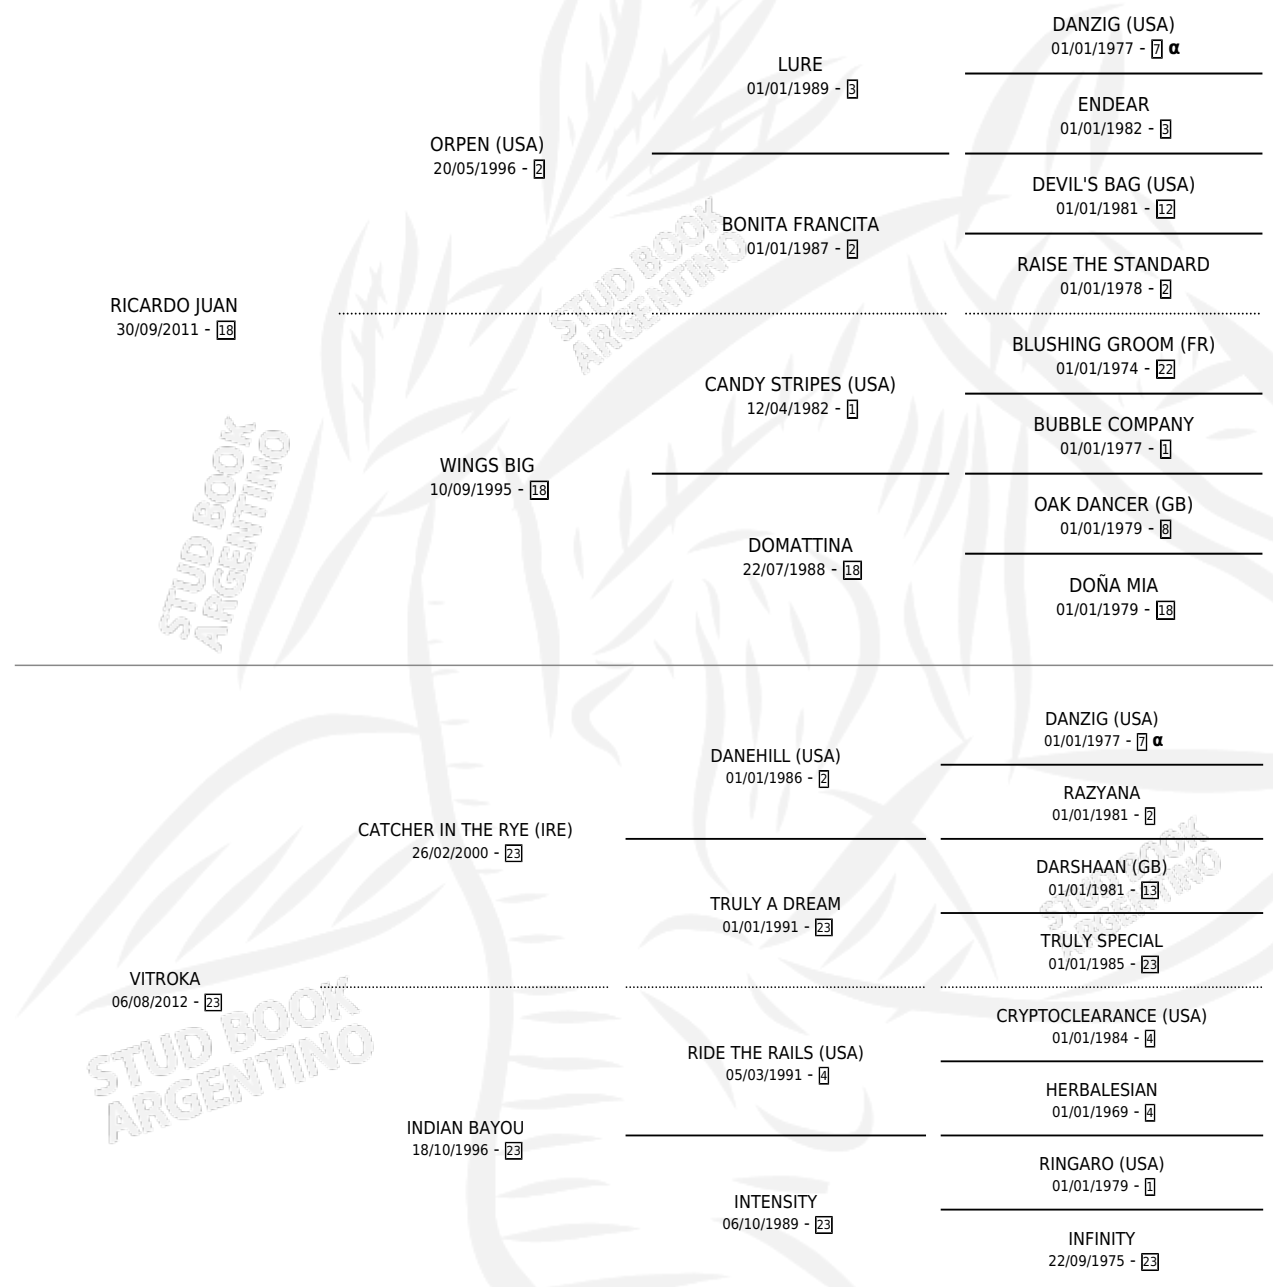 RICARDO JUAN
30/09/2011 - 18
ORPEN (USA)
20/05/1996 - 2
WINGS BIG
10/09/1995 - 18
LURE
01/01/1989 - 3
BONITA FRANCITA
01/01/1987 - 2
CANDY STRIPES (USA)
12/04/1982 - 1
DOMATTINA
22/07/1988 - 18
DANZIG (USA)
01/01/1977 - 7 α
ENDEAR
01/01/1982 - 3
DEVIL'S BAG (USA)
01/01/1981 - 12
RAISE THE STANDARD
01/01/1978 - 2
BLUSHING GROOM (FR)
01/01/1974 - 22
BUBBLE COMPANY
01/01/1977 - 1
OAK DANCER (GB)
01/01/1979 - 8
DOÑA MIA
01/01/1979 - 18
VITROKA
06/08/2012 - 23
CATCHER IN THE RYE (IRE)
26/02/2000 - 23
INDIAN BAYOU
18/10/1996 - 23
DANEHILL (USA)
01/01/1986 - 2
TRULY A DREAM
01/01/1991 - 23
RIDE THE RAILS (USA)
05/03/1991 - 4
INTENSITY
06/10/1989 - 23
DANZIG (USA)
01/01/1977 - 7 α
RAZYANA
01/01/1981 - 2
DARSHAAN (GB)
01/01/1981 - 13
TRULY SPECIAL
01/01/1985 - 23
CRYPTOCLEARANCE (USA)
01/01/1984 - 4
HERBALESIAN
01/01/1969 - 4
RINGARO (USA)
01/01/1979 - 1
INFINITY
22/09/1975 - 23
STUD BOOK
ARGENTINO
STUD BOOK
ARGENTINO
STUD BOOK
ARGENTINO
STUD BOOK
ARGENTINO